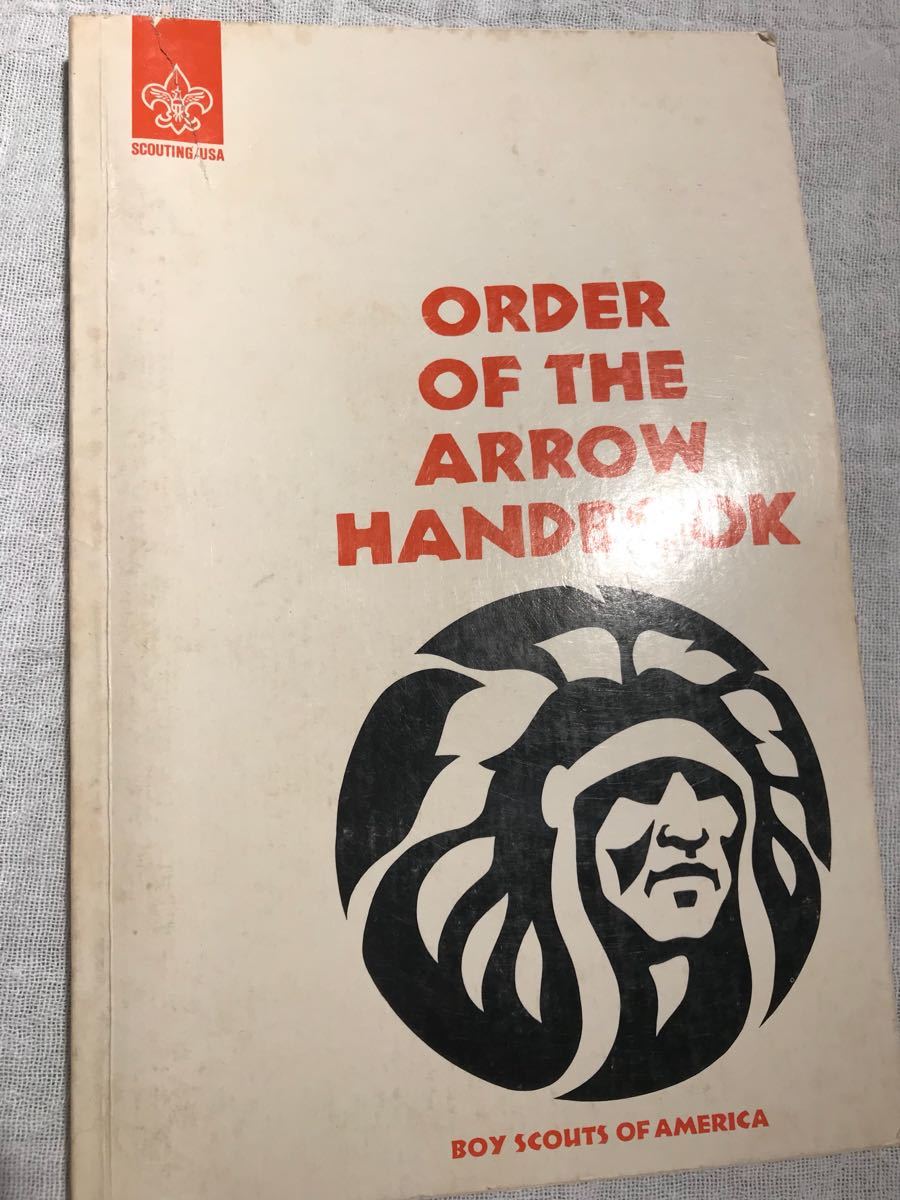 SCOUTING/USA
ORDER
OF THE
ARROW
HANDBOOK
BOY SCOUTS OF AMERICA